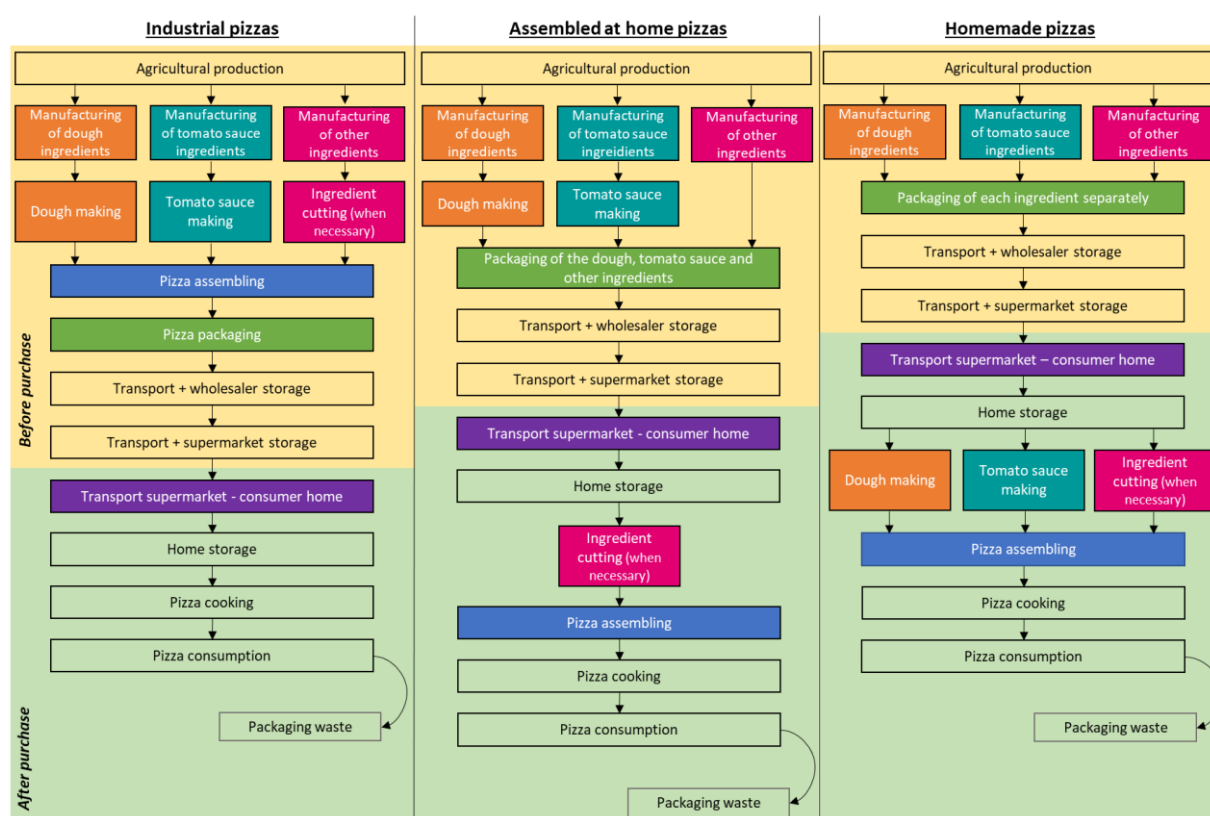 Industrial pizzas
Agricultural production
Manufacturing
of dough
ingredients
Manufacturing
of tomato sauce
ingredients
Manufacturing
of other
ingredients
Dough making
Tomato sauce
making
Ingredient
cutting (when
necessary)
Pizza assembling
Pizza packaging
Transport + wholesaler storage
Transport + supermarket storage
Transport supermarket - consumer home
Home storage
Pizza cooking
Pizza consumption
Packaging waste
Before purchase
After purchase
Assembled at home pizzas
Agricultural production
Manufacturing
of dough
ingredients
Manufacturing
of tomato sauce
ingreidients
Manufacturing
of other
ingredients
Dough making
Tomato sauce
making
Packaging of the dough, tomato sauce and
other ingredients
Transport + wholesaler storage
Transport + supermarket storage
Transport supermarket - consumer home
Home storage
Ingredient
cutting (when
necessary)
Pizza assembling
Pizza cooking
Pizza consumption
Packaging waste
Homemade pizzas
Agricultural production
Manufacturing
of dough
ingredients
Manufacturing
of tomato sauce
ingredients
Manufacturing
of other
ingredients
Packaging of each ingredient separately
Transport + wholesaler storage
Transport + supermarket storage
Transport supermarket – consumer home
Home storage
Dough making
Tomato sauce
making
Ingredient
cutting (when
necessary)
Pizza assembling
Pizza cooking
Pizza consumption
Packaging waste